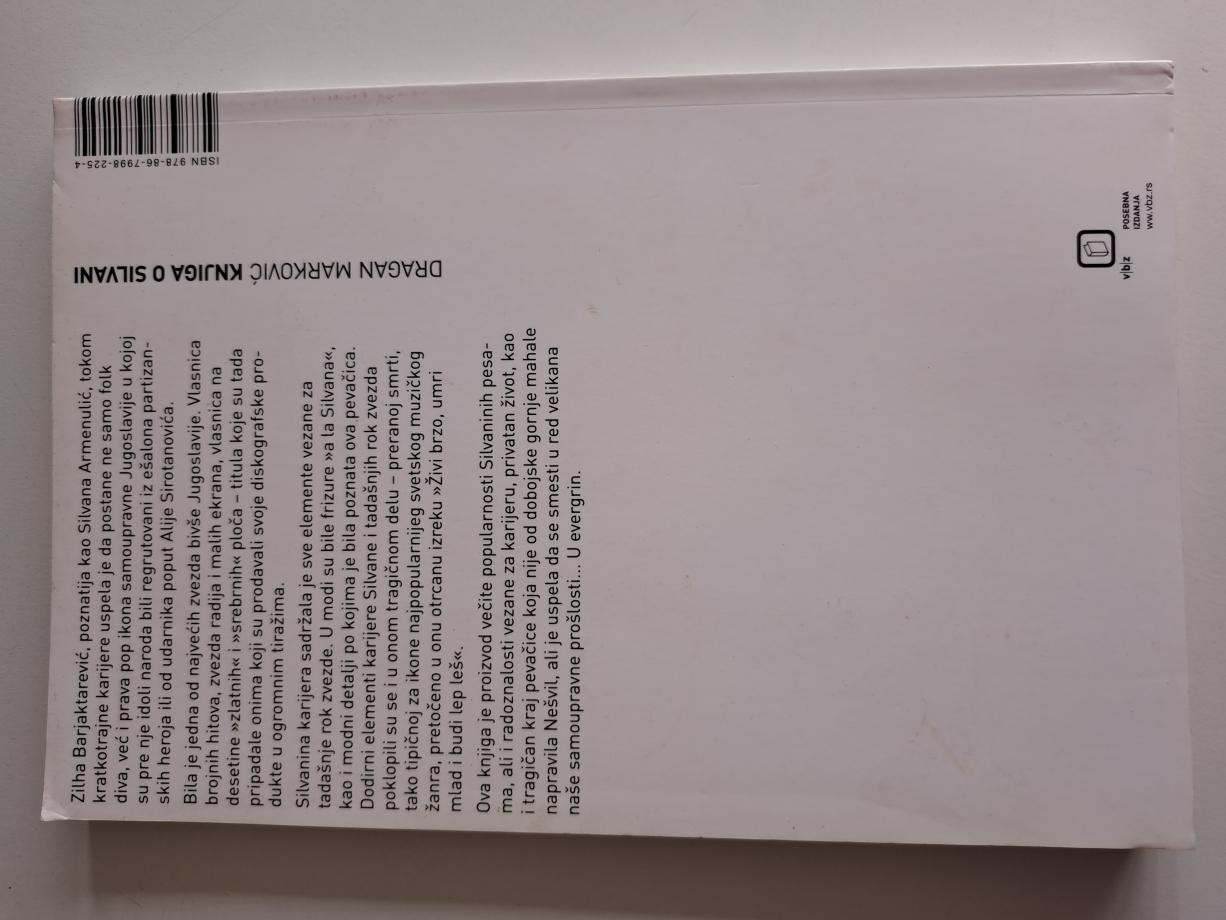 Zilha Barjaktarević, poznatija kao Silvana Armenulić, tokom
kratkotrajne karijere uspela je da postane ne samo folk
diva, već i prava pop ikona samoupravne Jugoslavije u kojoj
su pre nje idoli naroda bili regrutovani iz ešalona partizan-
skih heroja ili od udarnika poput Alije Sirotanovića.
Bila je jedna od najvećih zvezda bivše Jugoslavije. Vlasnica
brojnih hitova, zvezda radija i malih ekrana, vlasnica na
desetine »zlatnih« i »srebrnih« ploča – titula koje su tada
pripadale onima koji su prodavali svoje diskografske pro-
dukte u ogromnim tiražima.
Silvanina karijera sadržala je sve elemente vezane za
tadašnje rok zvezde. U modi su bile frizure »a la Silvana«,
kao i modni detalji po kojima je bila poznata ova pevačica.
Dodirni elementi karijere Silvane i tadašnjih rok zvezda
poklopili su se i u onom tragičnom delu – preranoj smrti,
tako tipičnoj za ikone najpopularnijeg svetskog muzičkog
žanra, pretočeno u onu otrcanu izreku »Živi brzo, umri
mlad i budi lep leš«.
Ova knjiga je proizvod večite popularnosti Silvaninih pesa-
ma, ali i radoznalosti vezane za karijeru, privatan život, kao
i tragičan kraj pevačice koja nije od dobojske gornje mahale
napravila Nešvil, ali je uspela da se smesti u red velikana
naše samoupravne prošlosti... U evergrin.
DRAGAN MARKOVIĆ KNJIGA O SILVANI
ISBN 978-86-7998-225-4
v|b|z
POSEBNA
IZDANJA
ww.vbz.rs